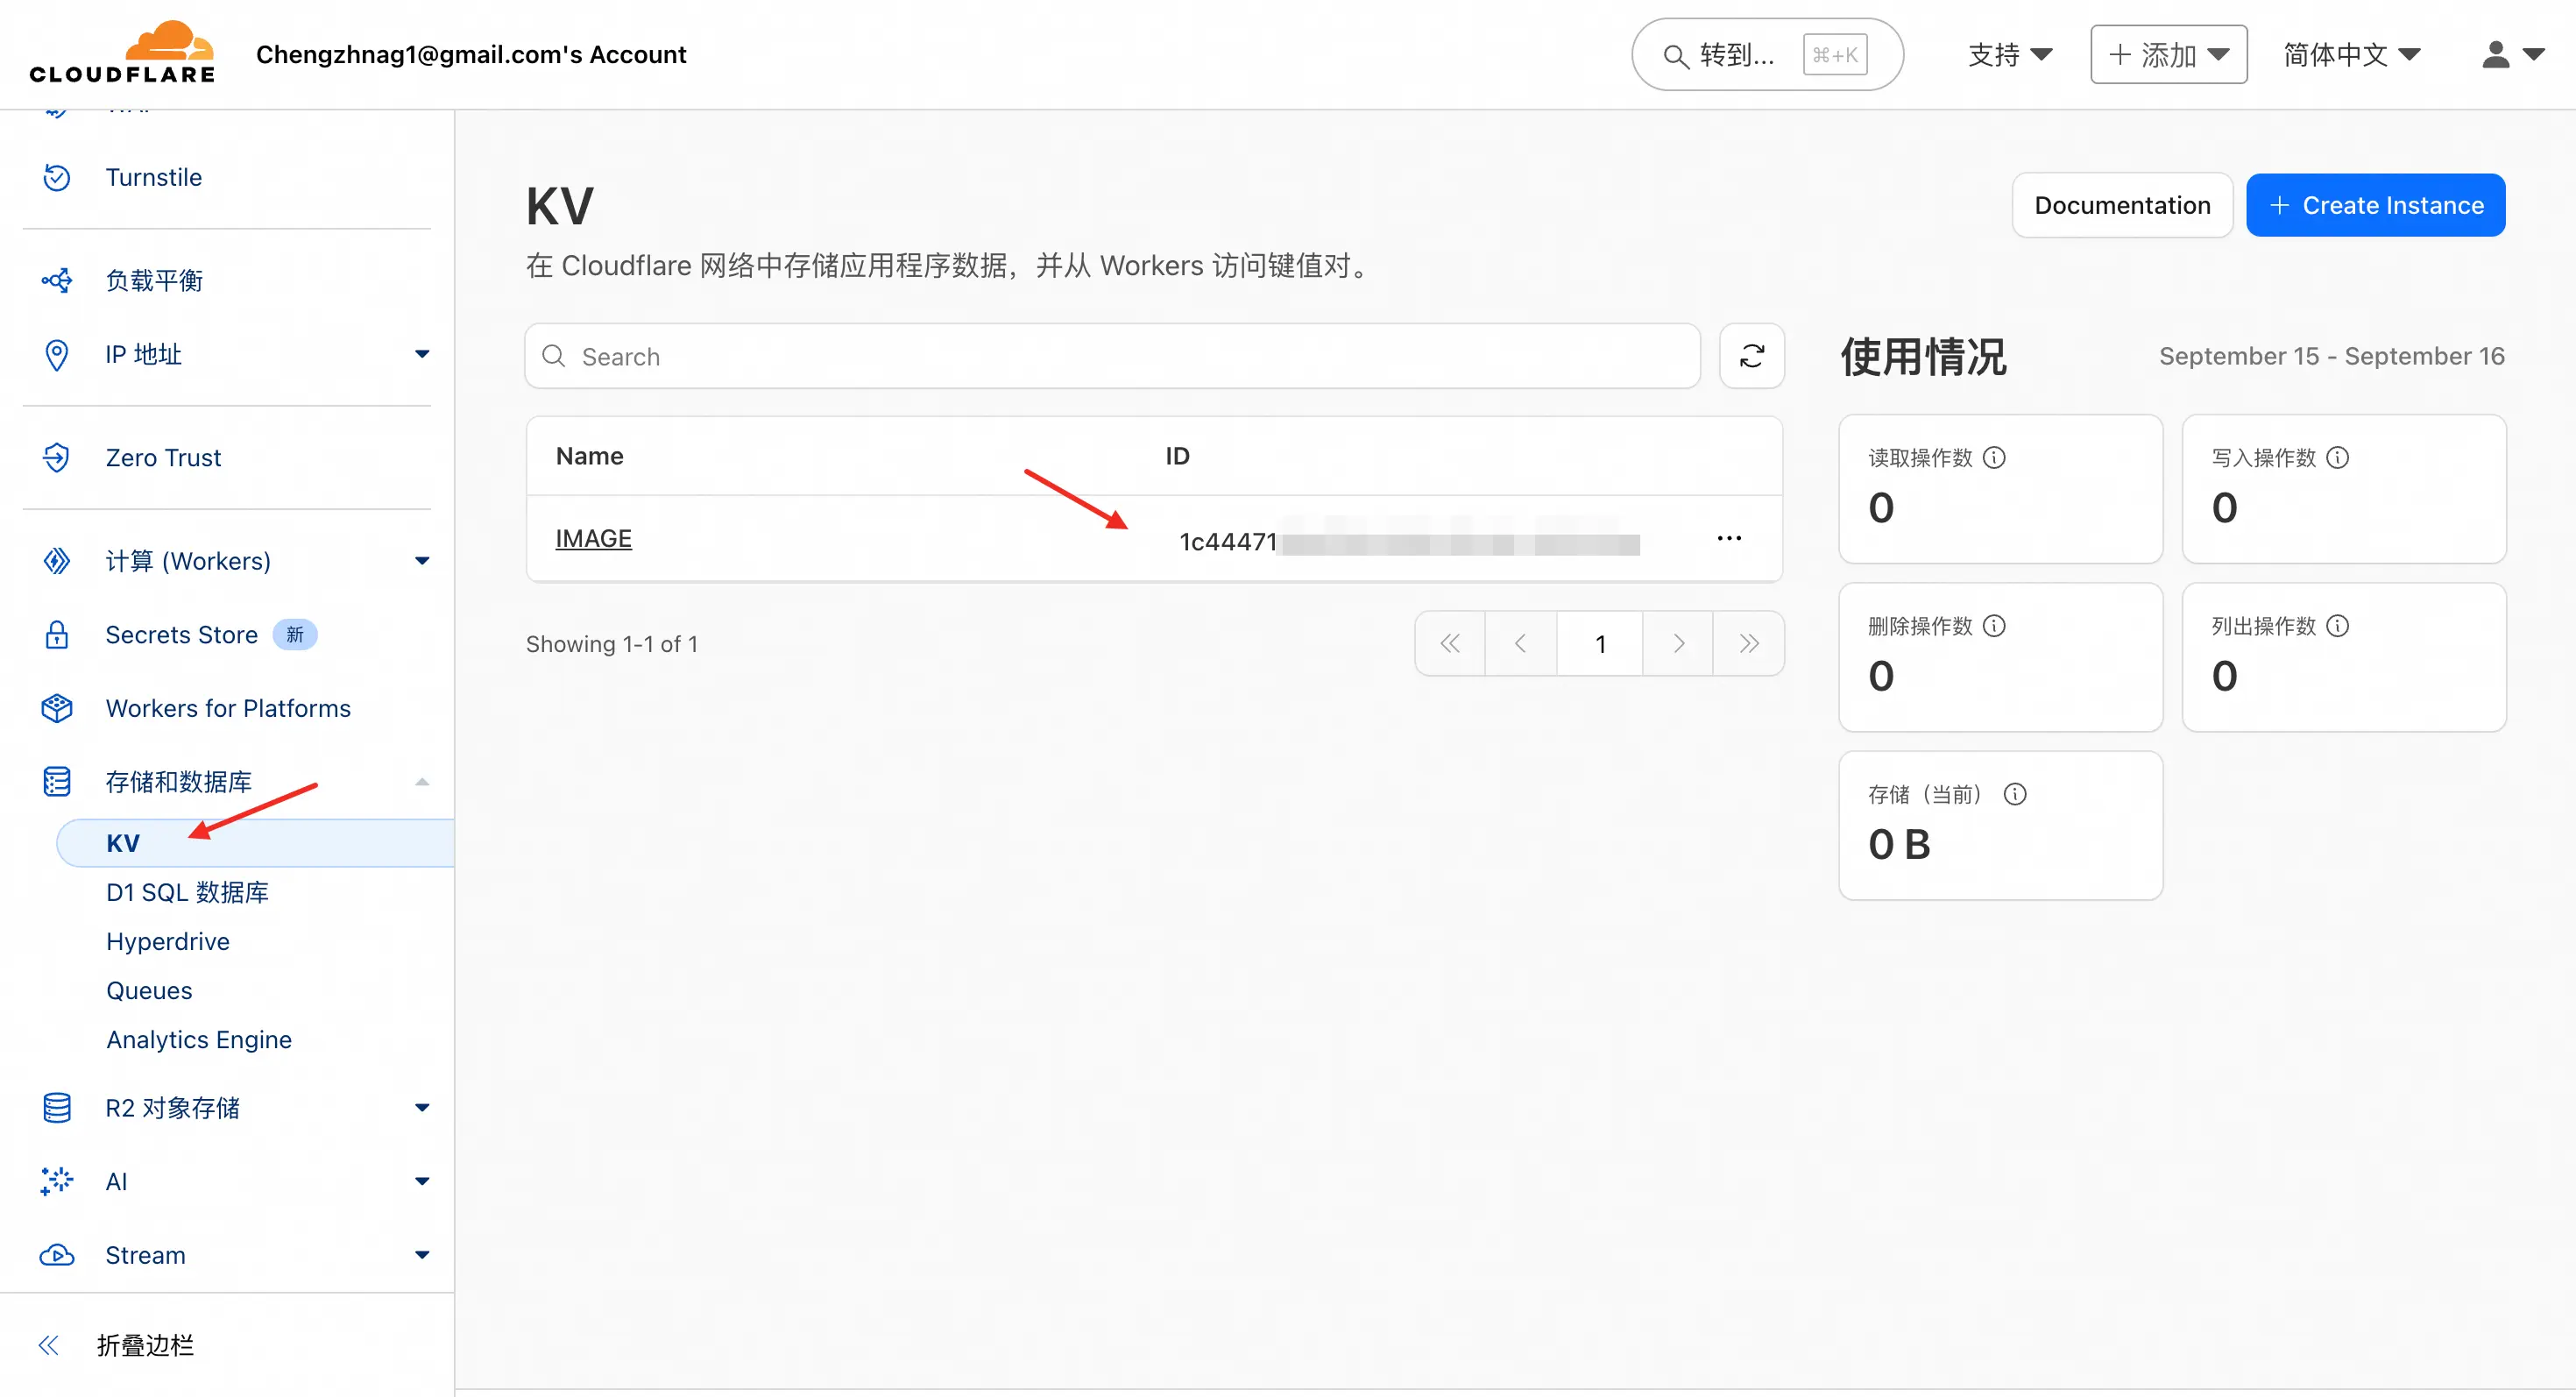 CLOUDFLARE
Chengzhnag1@gmail.com's Account
转到...
⌘+K
支持
添加
简体中文
Turnstile
负载平衡
IP 地址
Zero Trust
计算 (Workers)
Secrets Store 新
Workers for Platforms
存储和数据库
KV
D1 SQL 数据库
Hyperdrive
Queues
Analytics Engine
R2 对象存储
AI
Stream
折叠边栏
KV
Documentation
+ Create Instance
在 Cloudflare 网络中存储应用程序数据，并从 Workers 访问键值对。
Search
Name ID
IMAGE 1c44471
Showing 1-1 of 1
1
使用情况
September 15 - September 16
读取操作数
0
写入操作数
0
删除操作数
0
列出操作数
0
存储（当前）
0 B